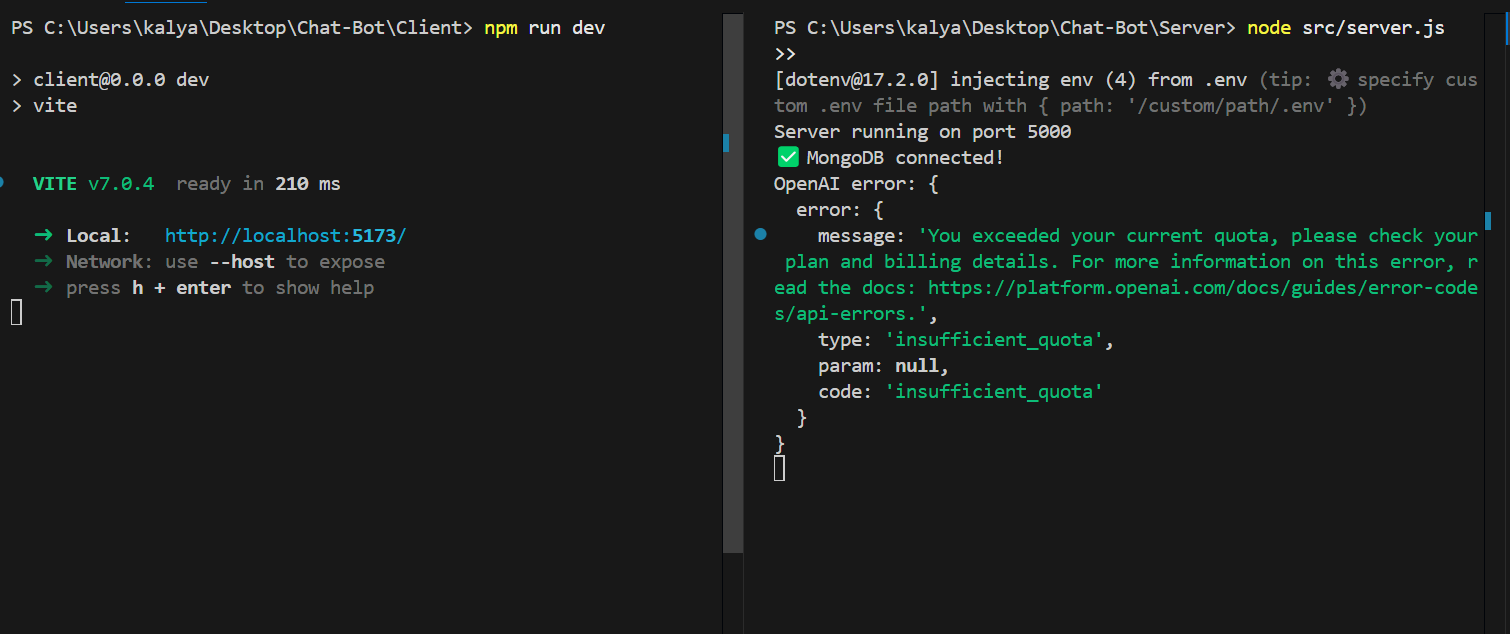 PS C:\Users\kalya\Desktop\Chat-Bot\Client> npm run dev
> client@0.0.0 dev
> vite
VITE v7.0.4 ready in 210 ms
➜ Local: http://localhost:5173/
➜ Network: use --host to expose
➜ press h + enter to show help
PS C:\Users\kalya\Desktop\Chat-Bot\Server> node src/server.js
>>
[dotenv@17.2.0] injecting env (4) from .env (tip: ⚙️ specify cus
tom .env file path with { path: '/custom/path/.env' })
Server running on port 5000
✅ MongoDB connected!
OpenAI error: {
  error: {
    message: 'You exceeded your current quota, please check your
 plan and billing details. For more information on this error, r
ead the docs: https://platform.openai.com/docs/guides/error-code
s/api-errors.',
    type: 'insufficient_quota',
    param: null,
    code: 'insufficient_quota'
  }
}